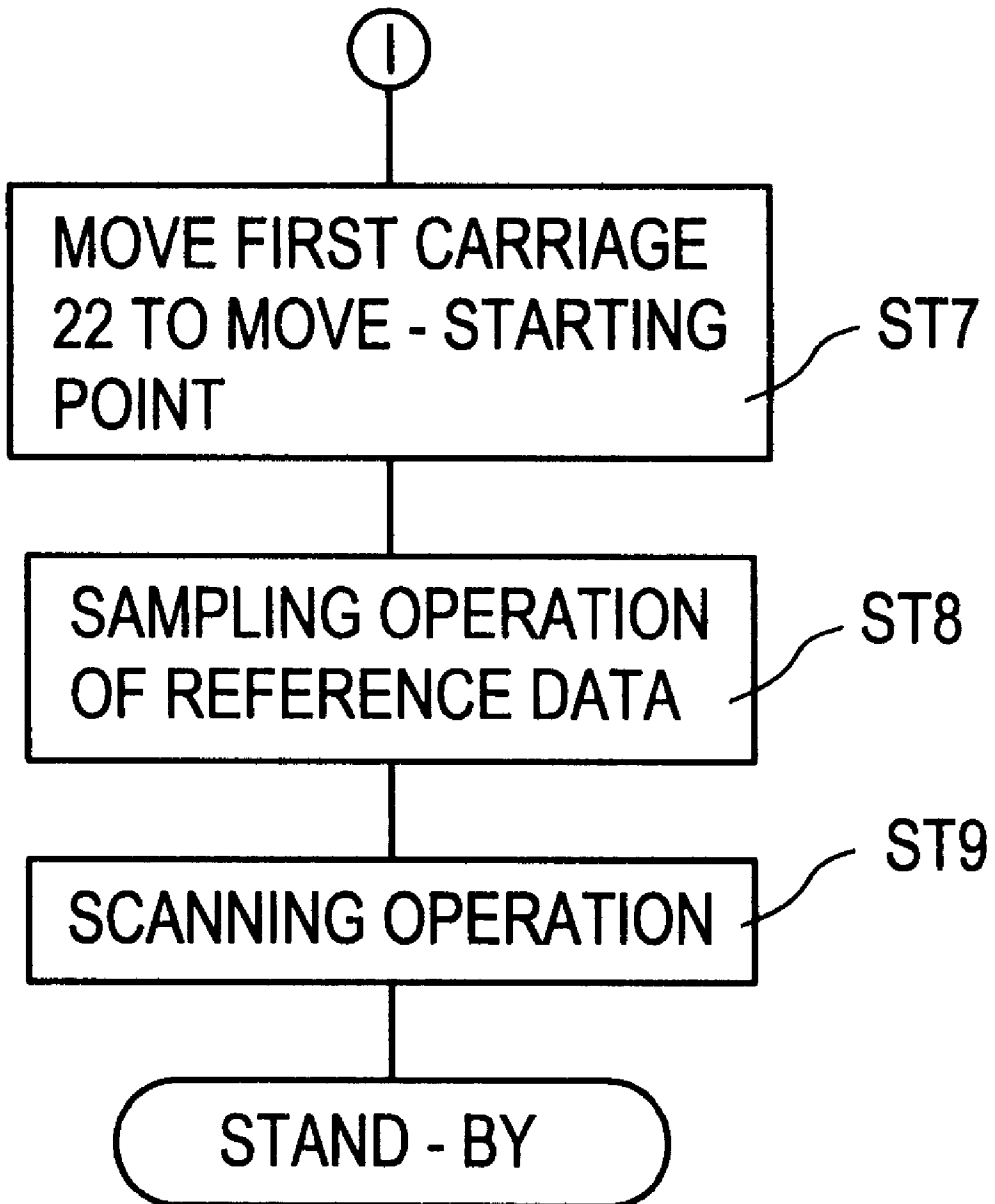 I
MOVE FIRST CARRIAGE
22 TO MOVE - STARTING
POINT
ST7
SAMPLING OPERATION
OF REFERENCE DATA
ST8
SCANNING OPERATION
ST9
STAND - BY